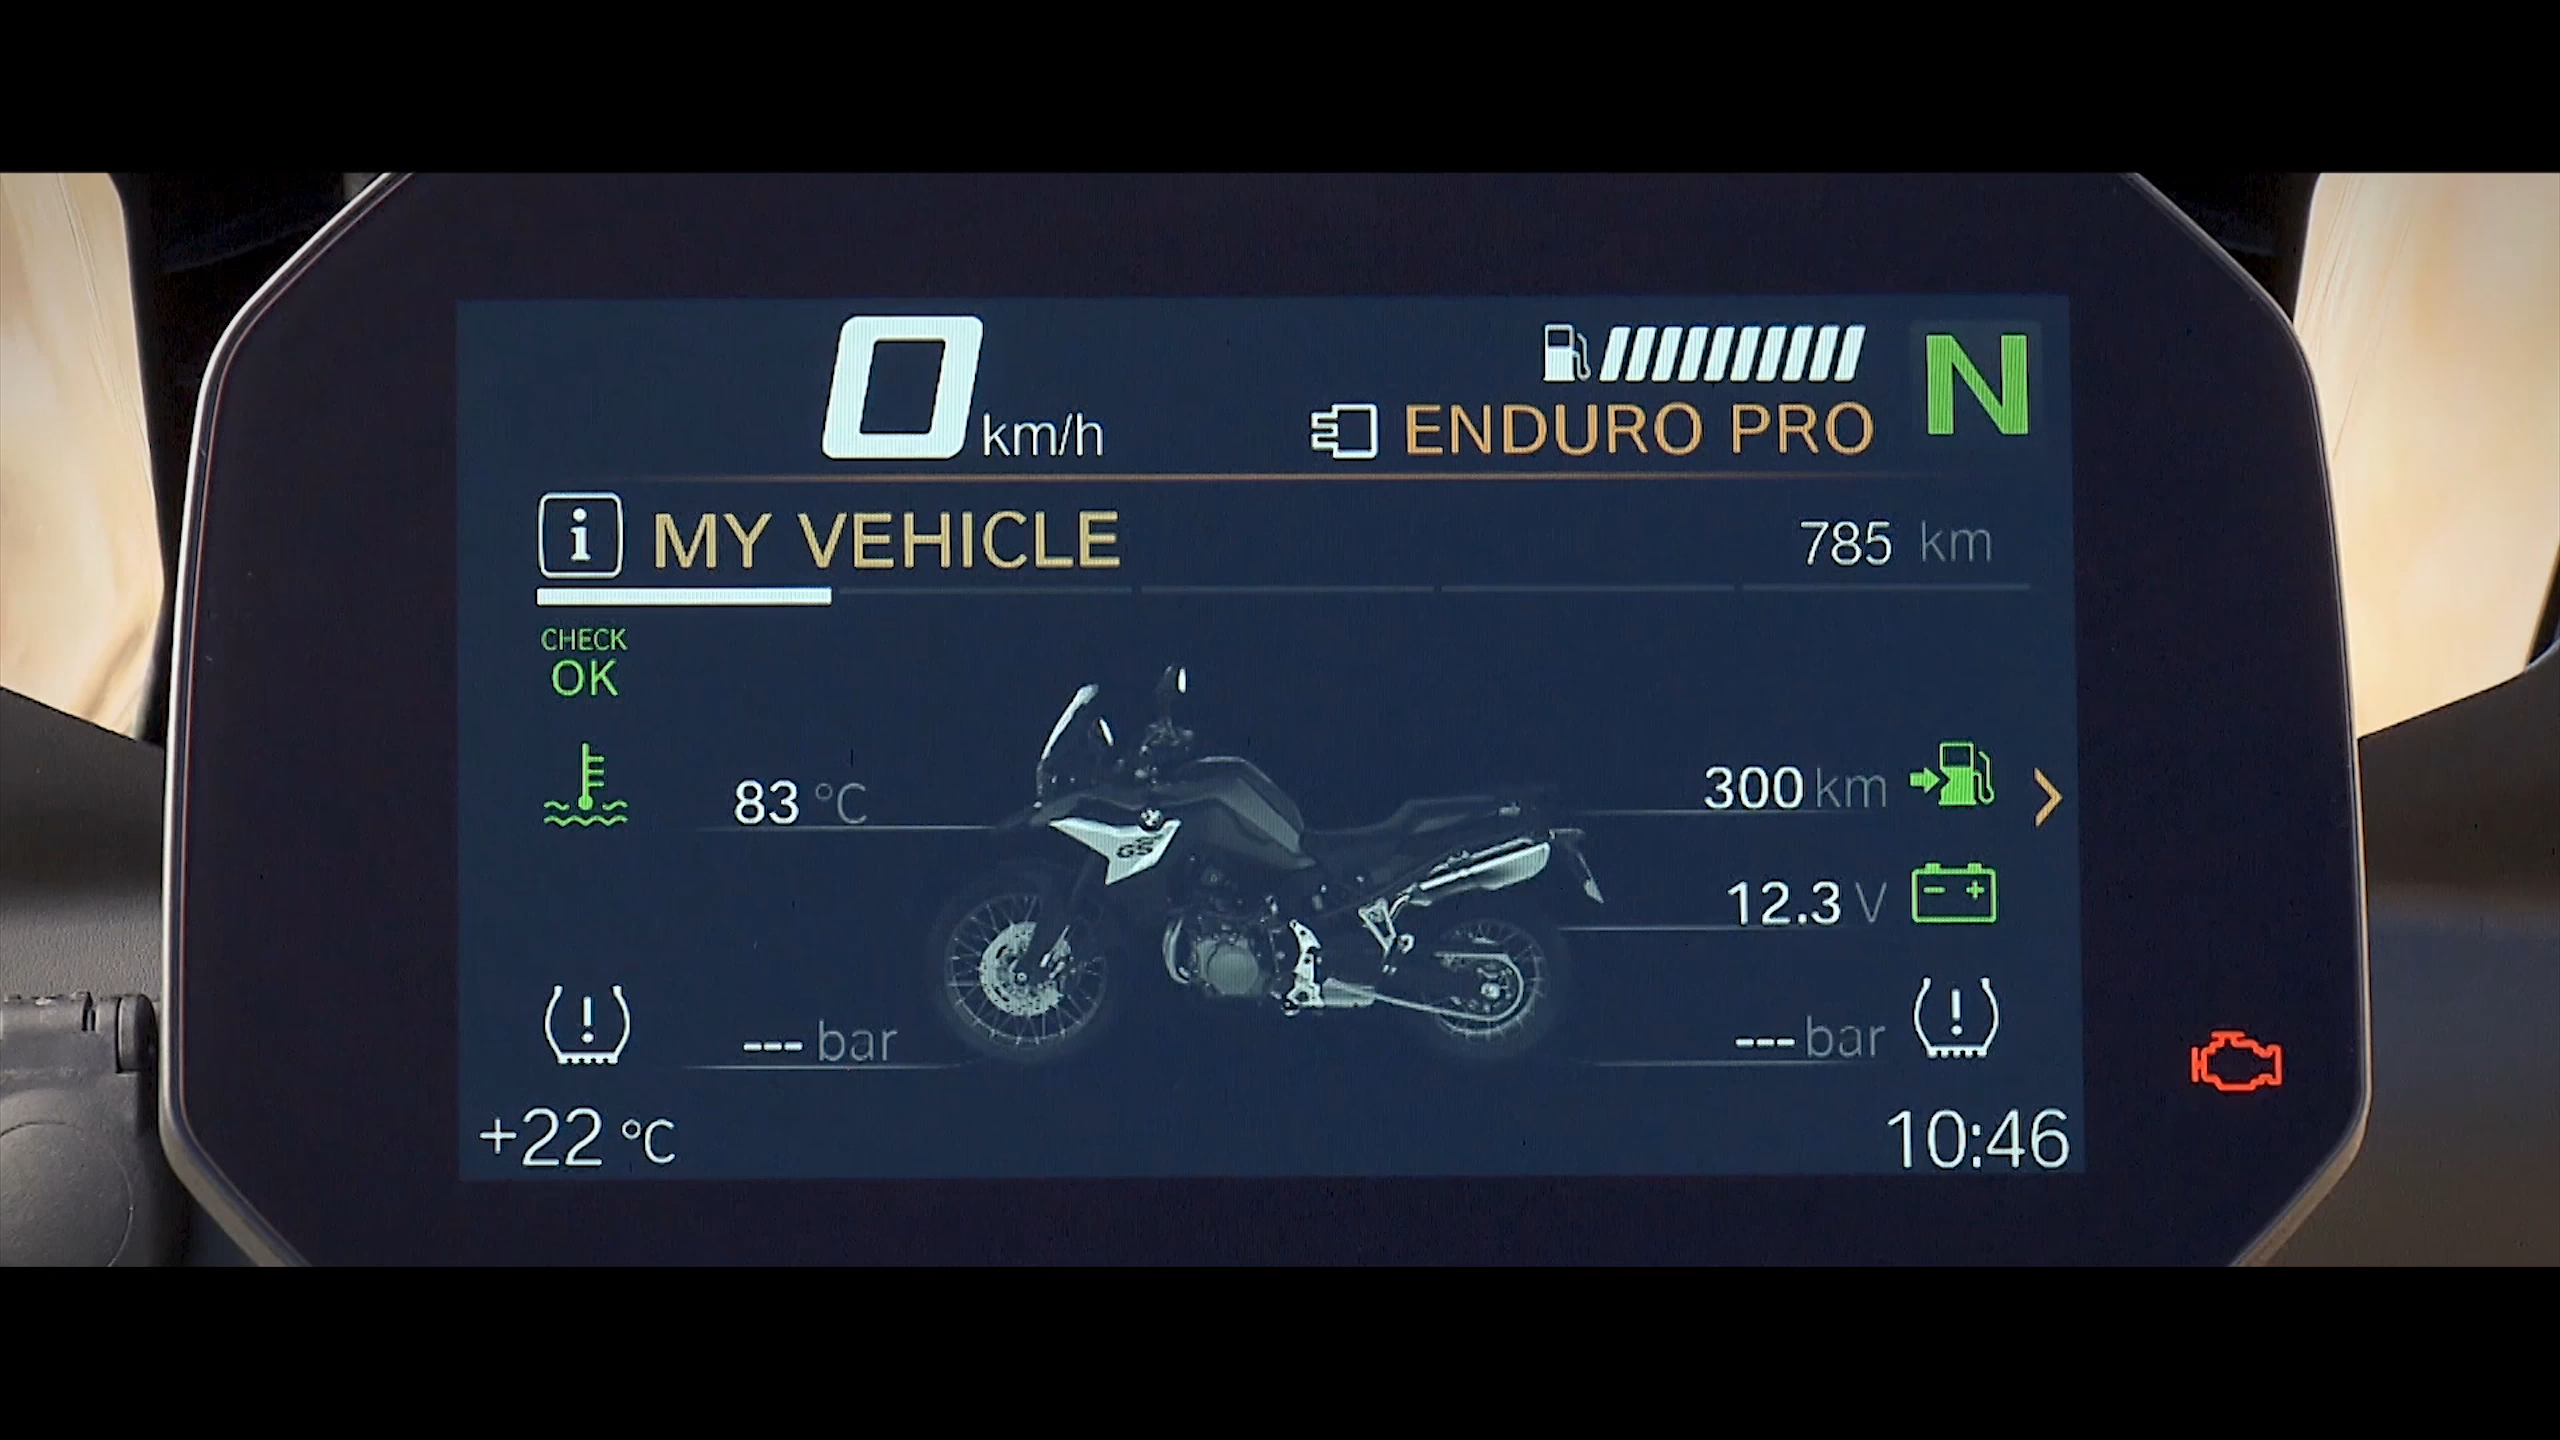 0 km/h
ENDURO PRO
N
i MY VEHICLE 785 km
CHECK
OK
83 °C
300 km
GS
12.3 V
- +
! --- bar
--- bar !
+22 °C
10:46